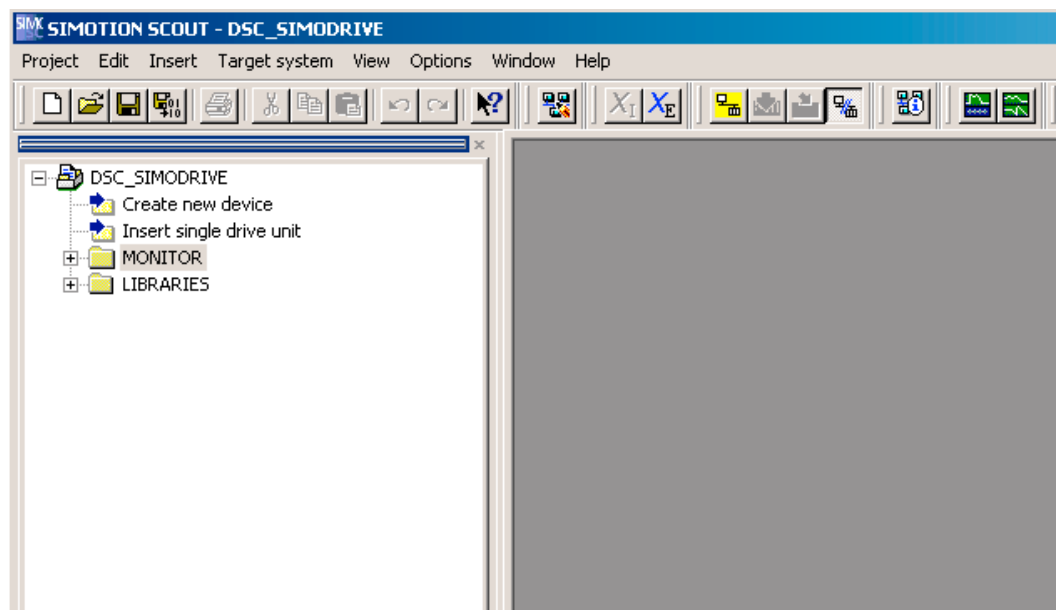 SIMOTION SCOUT - DSC_SIMODRIVE
Project Edit Insert Target system View Options Window Help
DSC_SIMODRIVE
Create new device
Insert single drive unit
MONITOR
LIBRARIES